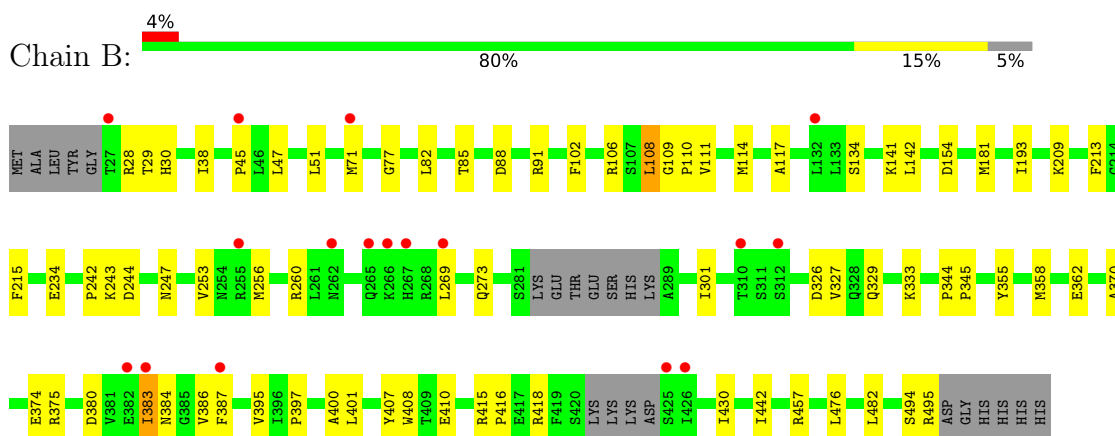 4%
Chain B:
80% 15% 5%
MET ALA LEU TYR GLY T27 R28 T29 H30 I38 P45 L46 L47 L51 M71 G77 L82 T85 D88 R91 F102 R106 S107 L108 G109 P110 V111 M114 A117 L132 L133 S134 K141 L142 D154 M181 I193 K209 F213 G214
F215 E234 P242 K243 D244 N247 V253 N254 R255 M256 R260 L261 N262 Q265 K266 H267 R268 L269 Q273 S281 LYS GLU THR GLU SER HIS LYS A289 I301 T310 S311 S312 D326 V327 Q328 Q329 K333 P344 P345 Y355 M358 E362 A370
E374 R375 D380 V381 E382 I383 N384 G385 V386 F387 V395 I396 P397 A400 L401 Y407 W408 T409 E410 R415 P416 E417 R418 F419 S420 LYS LYS LYS ASP S425 I426 I430 I442 R457 L476 L482 S494 R495 ASP GLY HIS HIS HIS HIS